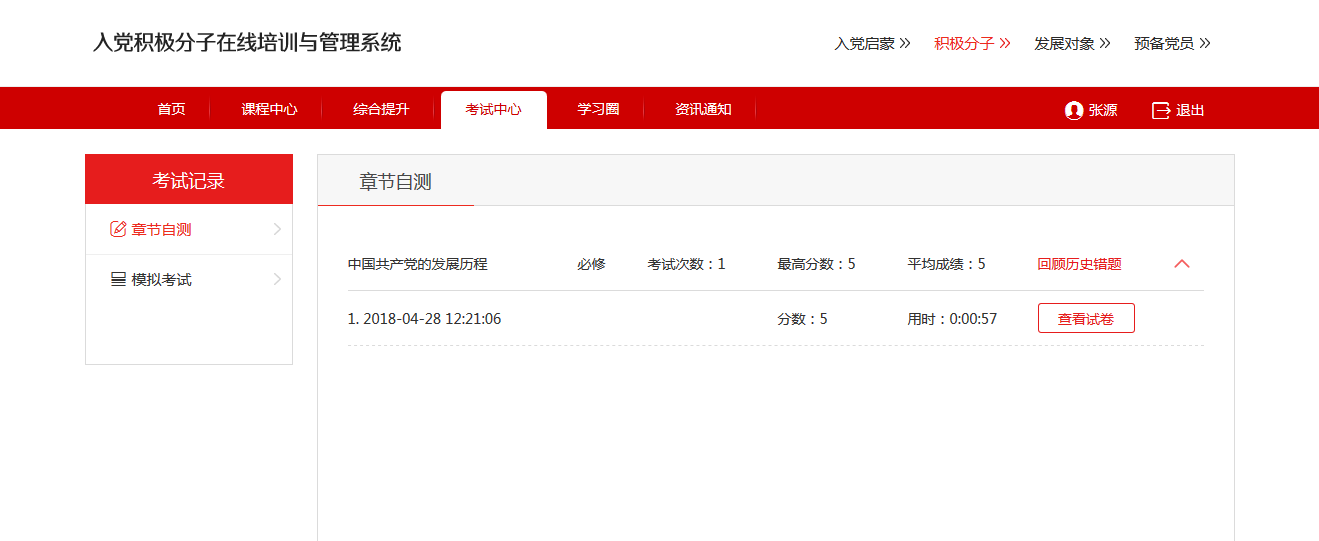 入党积极分子在线培训与管理系统
入党启蒙 积极分子 发展对象 预备党员
首页 课程中心 综合提升 考试中心 学习圈 资讯通知 张源 退出
考试记录
章节自测
模拟考试
章节自测
中国共产党的发展历程 必修 考试次数：1 最高分数：5 平均成绩：5 回顾历史错题
1. 2018-04-28 12:21:06 分数：5 用时：0:00:57 查看试卷